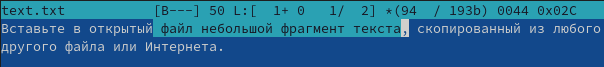 text.txt [B---] 50 L:[ 1+ 0 1/ 2] *(94 / 193b) 0044 0x02C
Вставьте в открытый файл небольшой фрагмент текста, скопированный из любого
другого файла или Интернета.